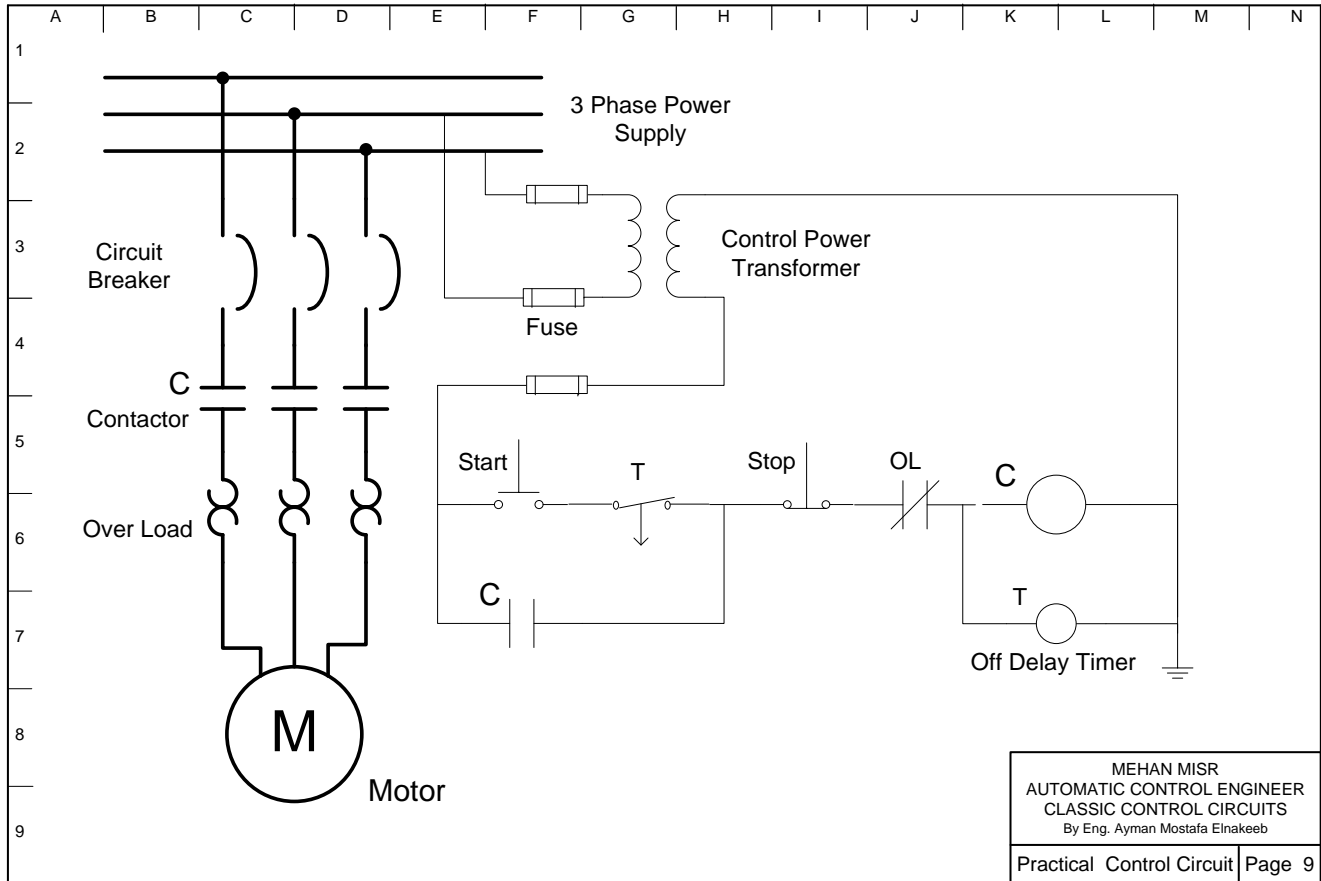 A B C D E F G H I J K L M N
1
2
3
4
5
6
7
8
9
3 Phase Power
Supply
Circuit
Breaker
Control Power
Transformer
Fuse
C
Contactor
Over Load
Start
T
Stop
OL
C
C
T
Off Delay Timer
M
Motor
MEHAN MISR
AUTOMATIC CONTROL ENGINEER
CLASSIC CONTROL CIRCUITS
By Eng. Ayman Mostafa Elnakeeb
Practical Control Circuit
Page 9